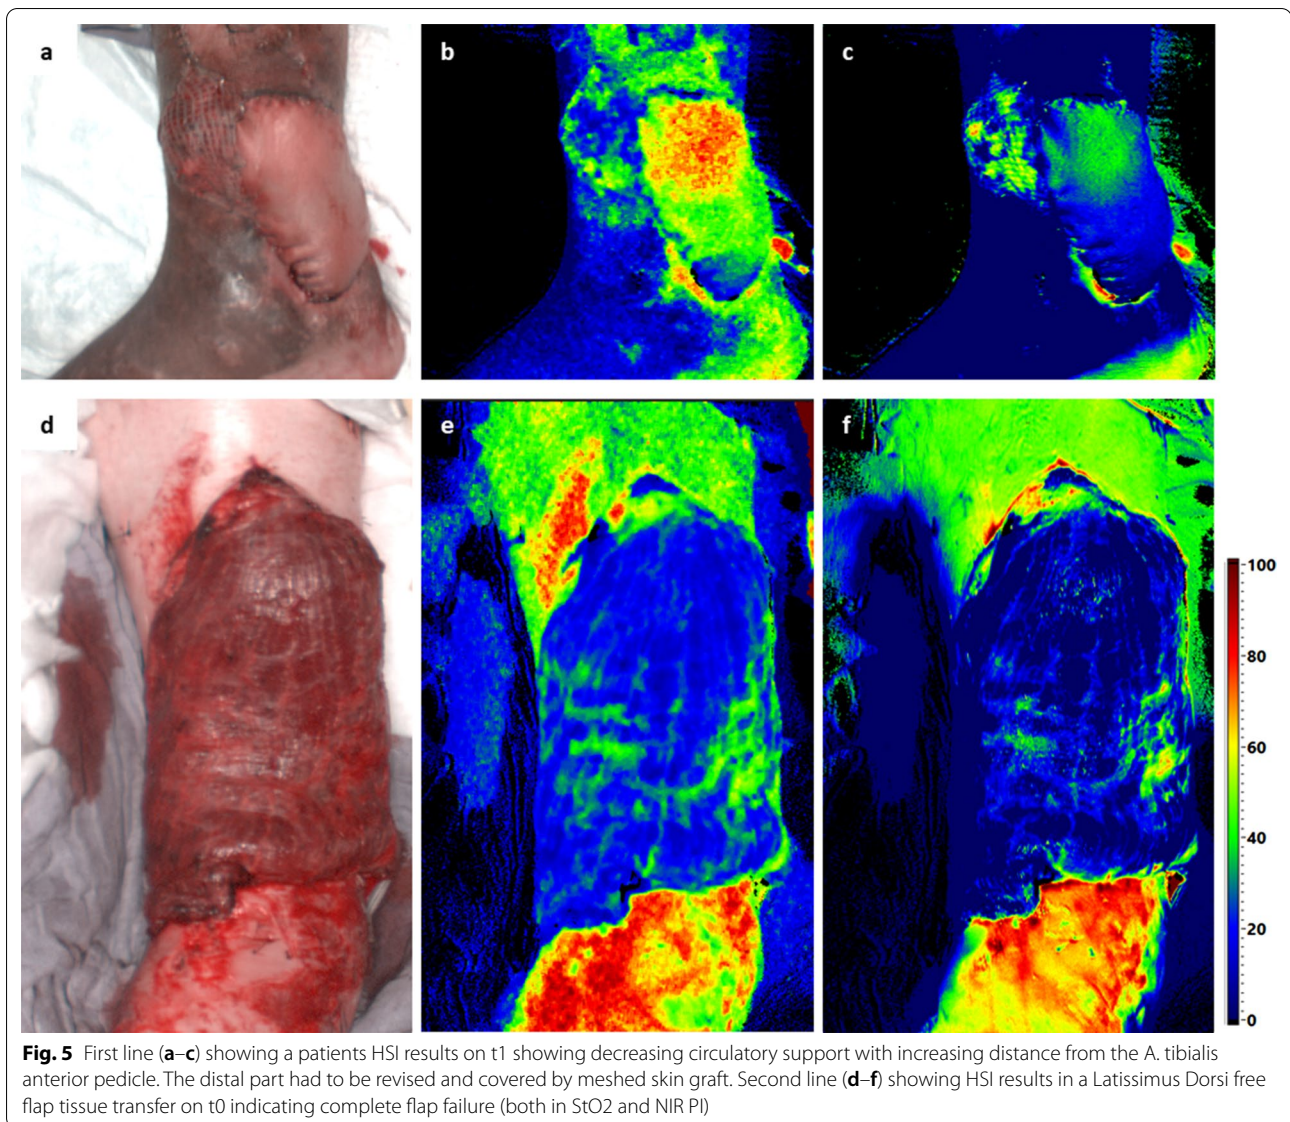 a
b
c
d
e
f
100
80
60
40
20
0
Fig. 5 First line (a–c) showing a patients HSI results on t1 showing decreasing circulatory support with increasing distance from the A. tibialis
anterior pedicle. The distal part had to be revised and covered by meshed skin graft. Second line (d–f) showing HSI results in a Latissimus Dorsi free
flap tissue transfer on t0 indicating complete flap failure (both in StO2 and NIR PI)